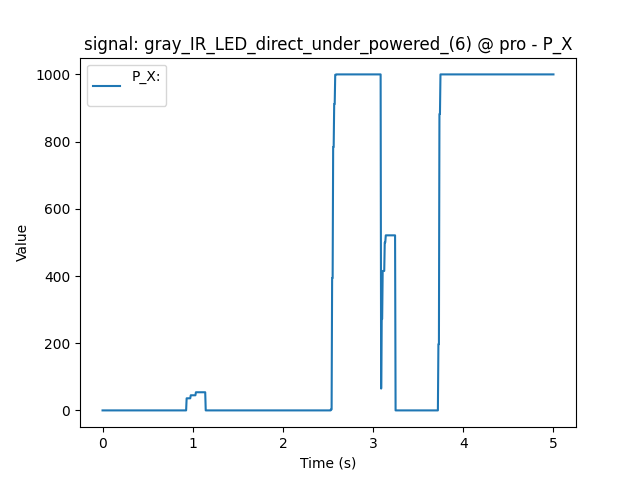 signal: gray_IR_LED_direct_under_powered_(6) @ pro - P_X
P_X:
1000
800
600
400
200
0
Value
0 1 2 3 4 5
Time (s)